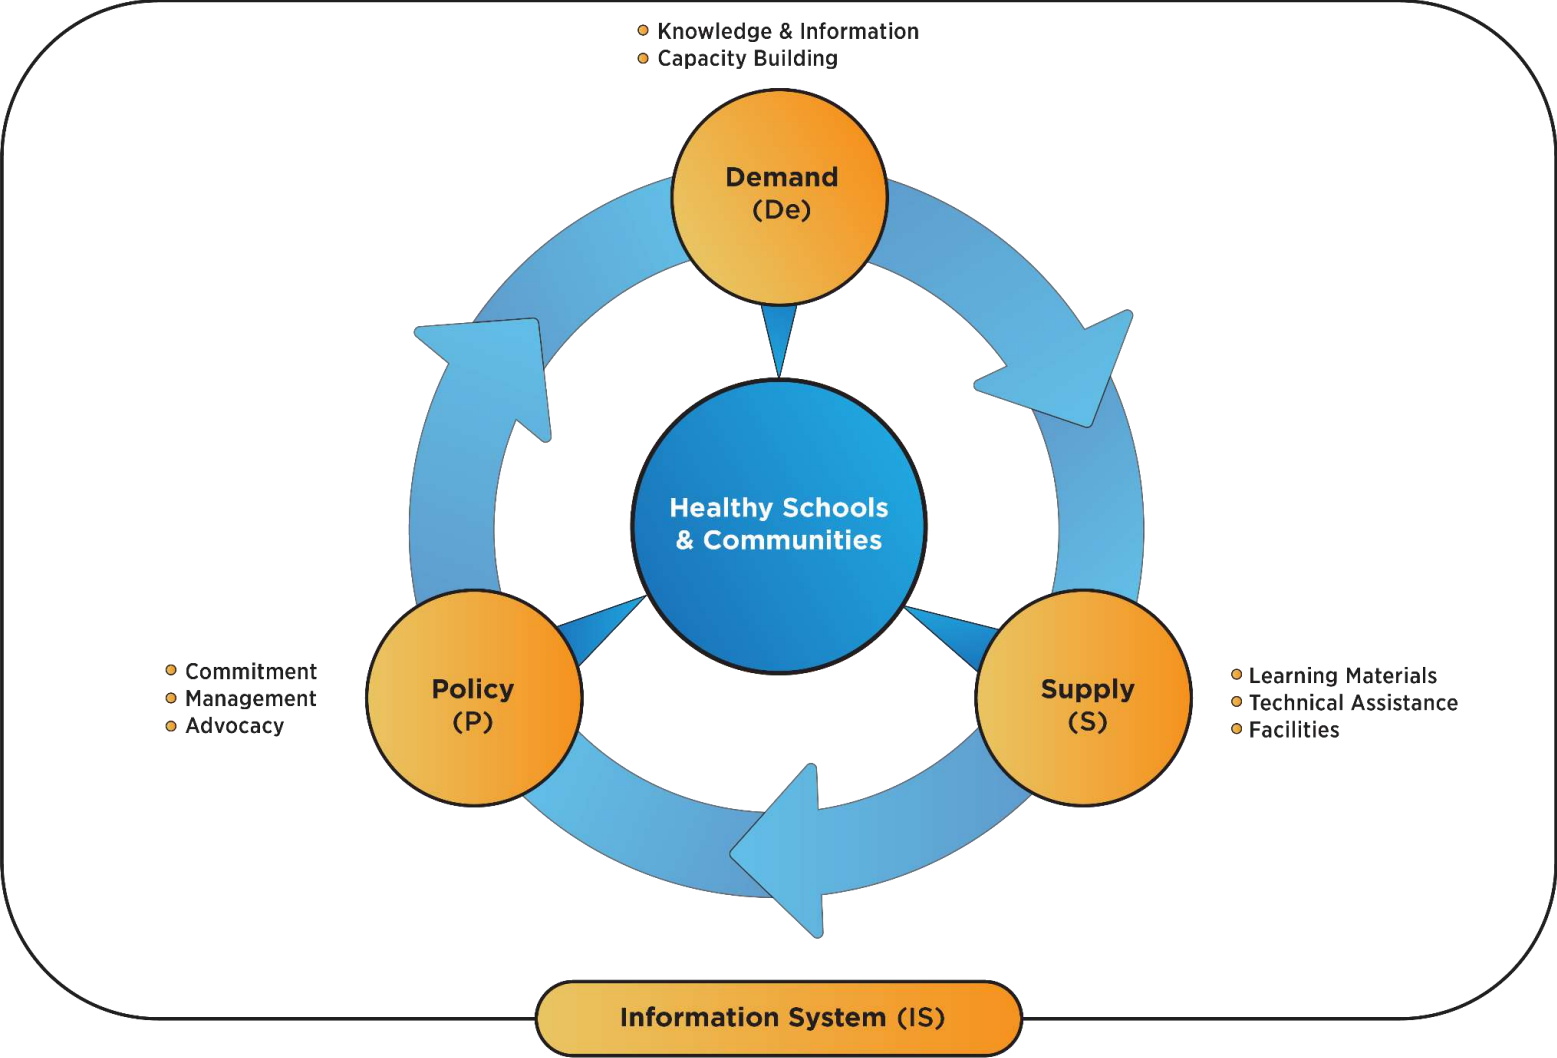 Knowledge & Information
Capacity Building
Demand
(De)
Healthy Schools
& Communities
Commitment
Management
Advocacy
Policy
(P)
Supply
(S)
Learning Materials
Technical Assistance
Facilities
Information System (IS)